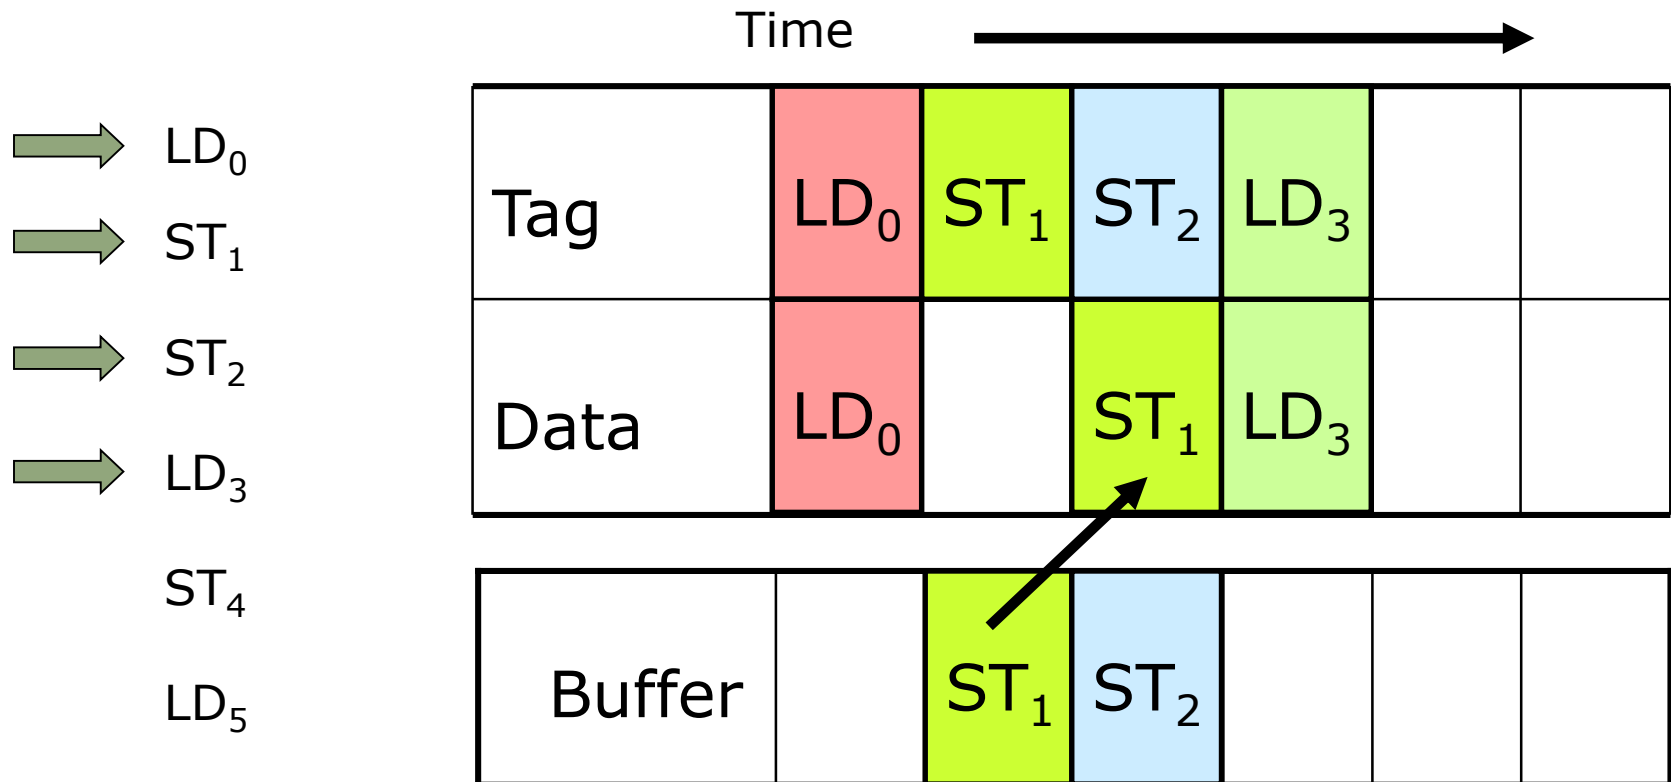 Time
LD₀
ST₁
ST₂
LD₃
ST₄
LD₅
Tag LD₀ ST₁ ST₂ LD₃
Data LD₀ ST₁ LD₃
Buffer ST₁ ST₂